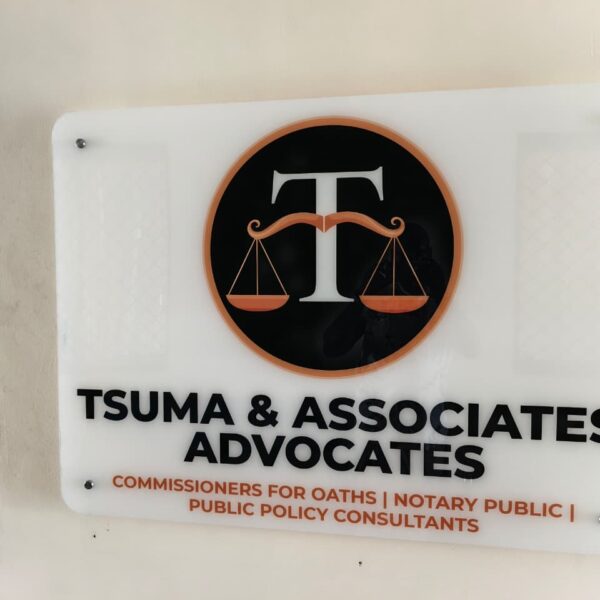 T
TSUMA & ASSOCIATES
ADVOCATES
COMMISSIONERS FOR OATHS | NOTARY PUBLIC |
PUBLIC POLICY CONSULTANTS